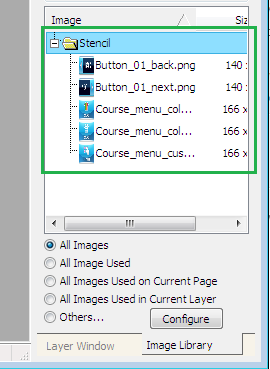 Image Siz
Stencil
Button_01_back.png 140 x
Button_01_next.png 140 x
Course_menu_col... 166 x
Course_menu_col... 166 x
Course_menu_cus... 166 x
All Images
All Image Used
All Images Used on Current Page
All Images Used in Current Layer
Others... Configure
Layer Window Image Library